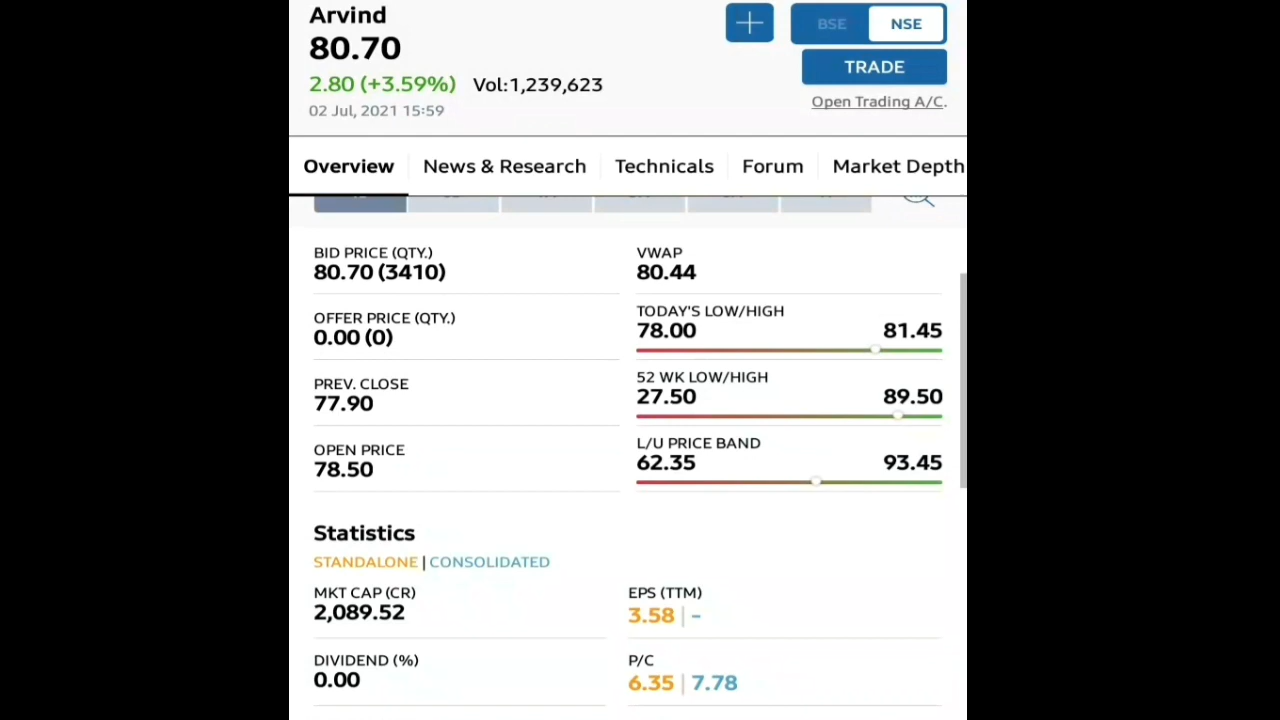 Arvind
80.70
2.80 (+3.59%) Vol:1,239,623
02 Jul, 2021 15:59
BSE NSE
TRADE
Open Trading A/C.
Overview News & Research Technicals Forum Market Depth
BID PRICE (QTY.)
80.70 (3410)
OFFER PRICE (QTY.)
0.00 (0)
PREV. CLOSE
77.90
OPEN PRICE
78.50
VWAP
80.44
TODAY'S LOW/HIGH
78.00 81.45
52 WK LOW/HIGH
27.50 89.50
L/U PRICE BAND
62.35 93.45
Statistics
STANDALONE | CONSOLIDATED
MKT CAP (CR)
2,089.52
EPS (TTM)
3.58 | -
DIVIDEND (%)
0.00
P/C
6.35 | 7.78